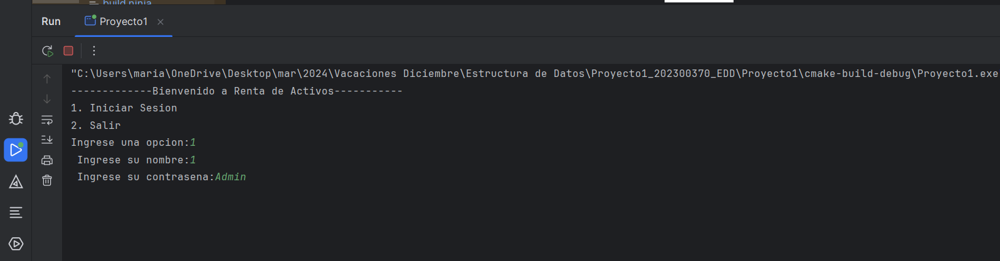 build.ninja
Run Proyecto1
"C:\Users\maria\OneDrive\Desktop\mar\2024\Vacaciones Diciembre\Estructura de Datos\Proyecto1_202300370_EDD\Proyecto1\cmake-build-debug\Proyecto1.exe
-------------Bienvenido a Renta de Activos-----------
1. Iniciar Sesion
2. Salir
Ingrese una opcion:1
Ingrese su nombre:1
Ingrese su contrasena:Admin